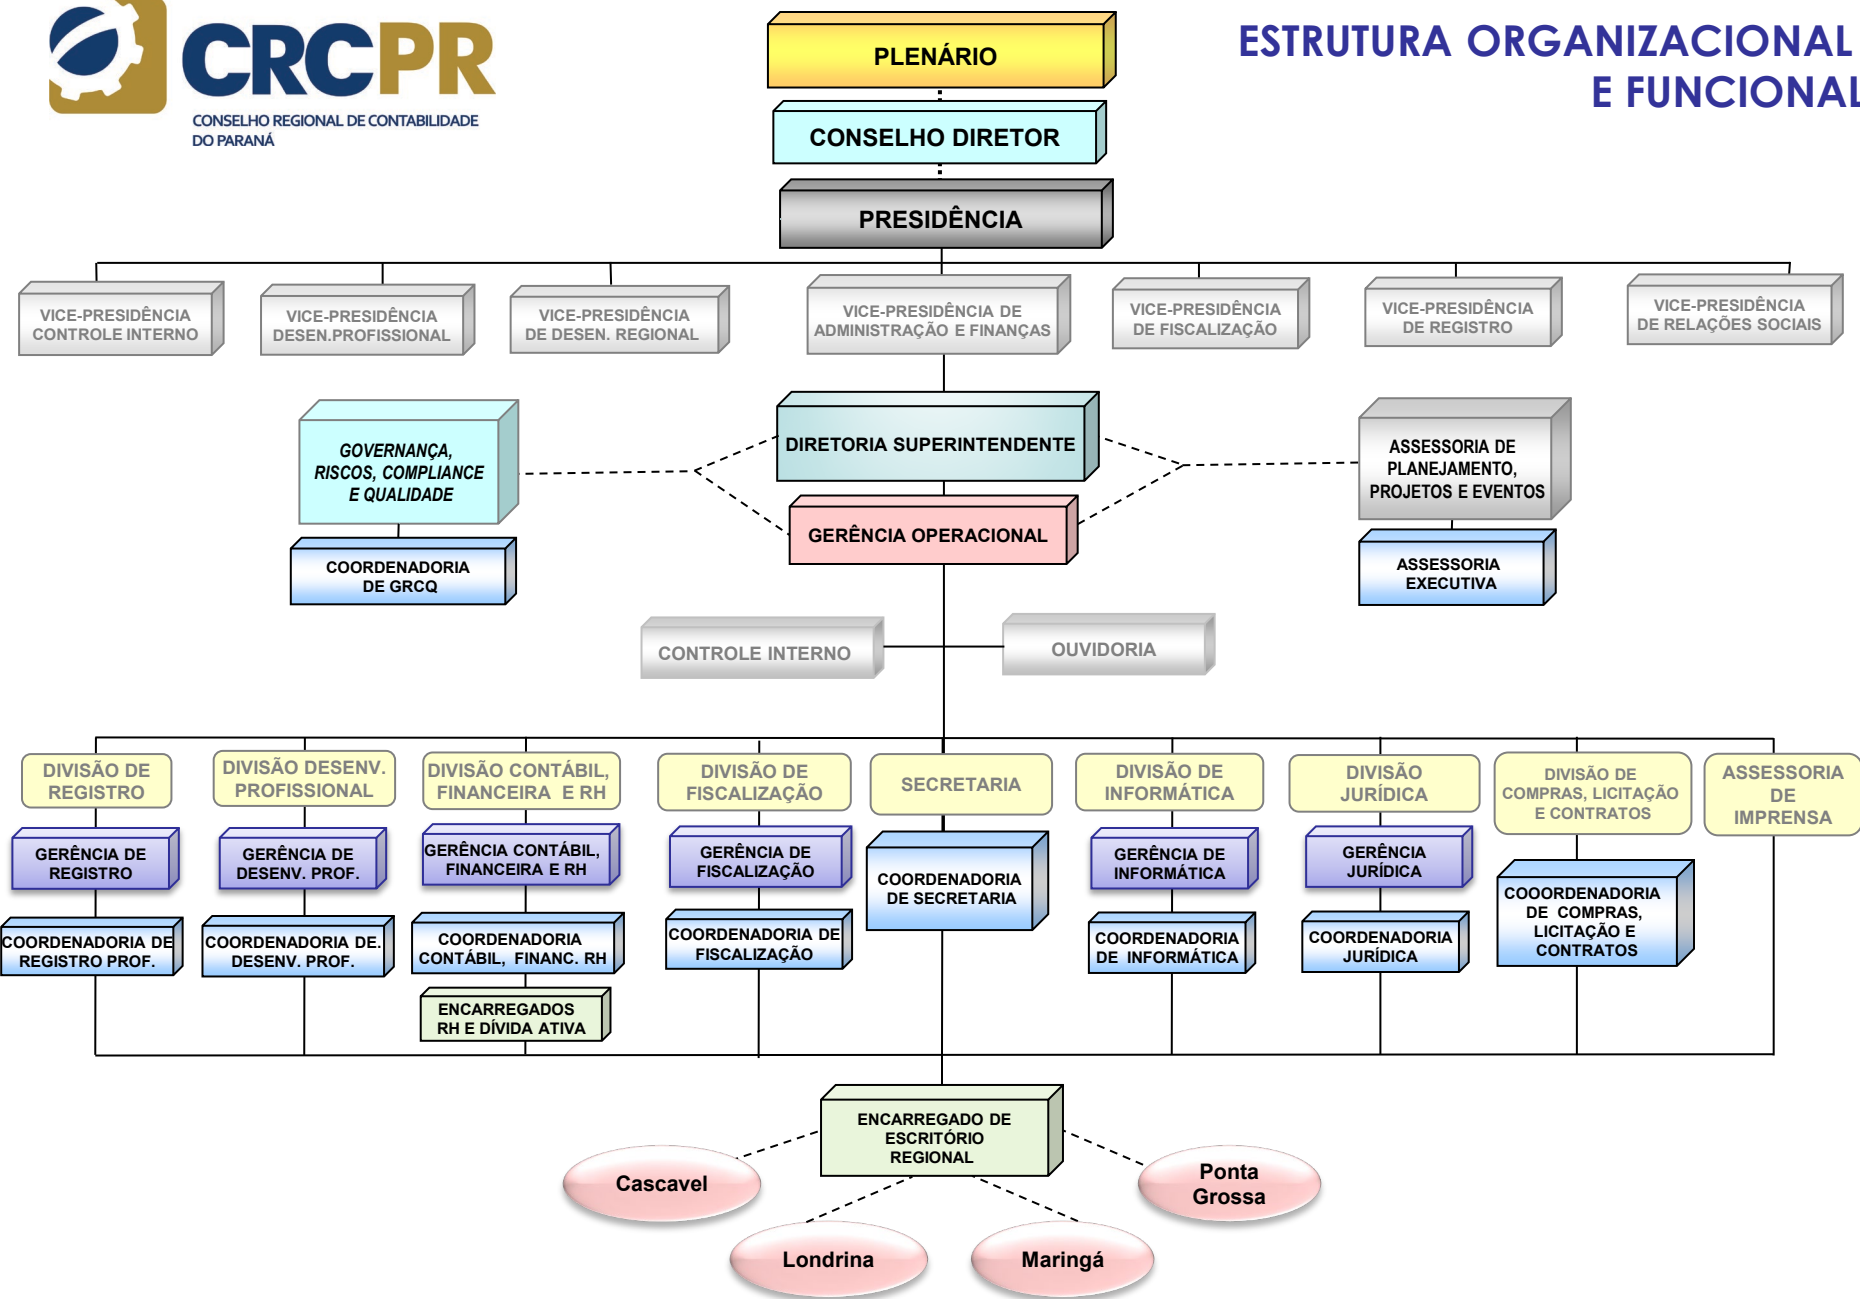 CRCPR
CONSELHO REGIONAL DE CONTABILIDADE
DO PARANÁ
ESTRUTURA ORGANIZACIONAL
E FUNCIONAL
PLENÁRIO
CONSELHO DIRETOR
PRESIDÊNCIA
VICE-PRESIDÊNCIA
CONTROLE INTERNO
VICE-PRESIDÊNCIA
DESEN.PROFISSIONAL
VICE-PRESIDÊNCIA
DE DESEN. REGIONAL
VICE-PRESIDÊNCIA DE
ADMINISTRAÇÃO E FINANÇAS
VICE-PRESIDÊNCIA
DE FISCALIZAÇÃO
VICE-PRESIDÊNCIA
DE REGISTRO
VICE-PRESIDÊNCIA
DE RELAÇÕES SOCIAIS
GOVERNANÇA,
RISCOS, COMPLIANCE
E QUALIDADE
DIRETORIA SUPERINTENDENTE
ASSESSORIA DE
PLANEJAMENTO,
PROJETOS E EVENTOS
GERÊNCIA OPERACIONAL
COORDENADORIA
DE GRCQ
ASSESSORIA
EXECUTIVA
CONTROLE INTERNO
OUVIDORIA
DIVISÃO DE
REGISTRO
DIVISÃO DESENV.
PROFISSIONAL
DIVISÃO CONTÁBIL,
FINANCEIRA E RH
DIVISÃO DE
FISCALIZAÇÃO
SECRETARIA
DIVISÃO DE
INFORMÁTICA
DIVISÃO
JURÍDICA
DIVISÃO DE
COMPRAS, LICITAÇÃO
E CONTRATOS
ASSESSORIA
DE
IMPRENSA
GERÊNCIA DE
REGISTRO
GERÊNCIA DE
DESENV. PROF.
GERÊNCIA CONTÁBIL,
FINANCEIRA E RH
GERÊNCIA DE
FISCALIZAÇÃO
COORDENADORIA
DE SECRETARIA
GERÊNCIA DE
INFORMÁTICA
GERÊNCIA
JURÍDICA
COOORDENADORIA
DE COMPRAS,
LICITAÇÃO E
CONTRATOS
COORDENADORIA DE
REGISTRO PROF.
COORDENADORIA DE.
DESENV. PROF.
COORDENADORIA
CONTÁBIL, FINANC. RH
COORDENADORIA DE
FISCALIZAÇÃO
COORDENADORIA
DE INFORMÁTICA
COORDENADORIA
JURÍDICA
ENCARREGADOS
RH E DÍVIDA ATIVA
ENCARREGADO DE
ESCRITÓRIO
REGIONAL
Cascavel
Ponta
Grossa
Londrina
Maringá